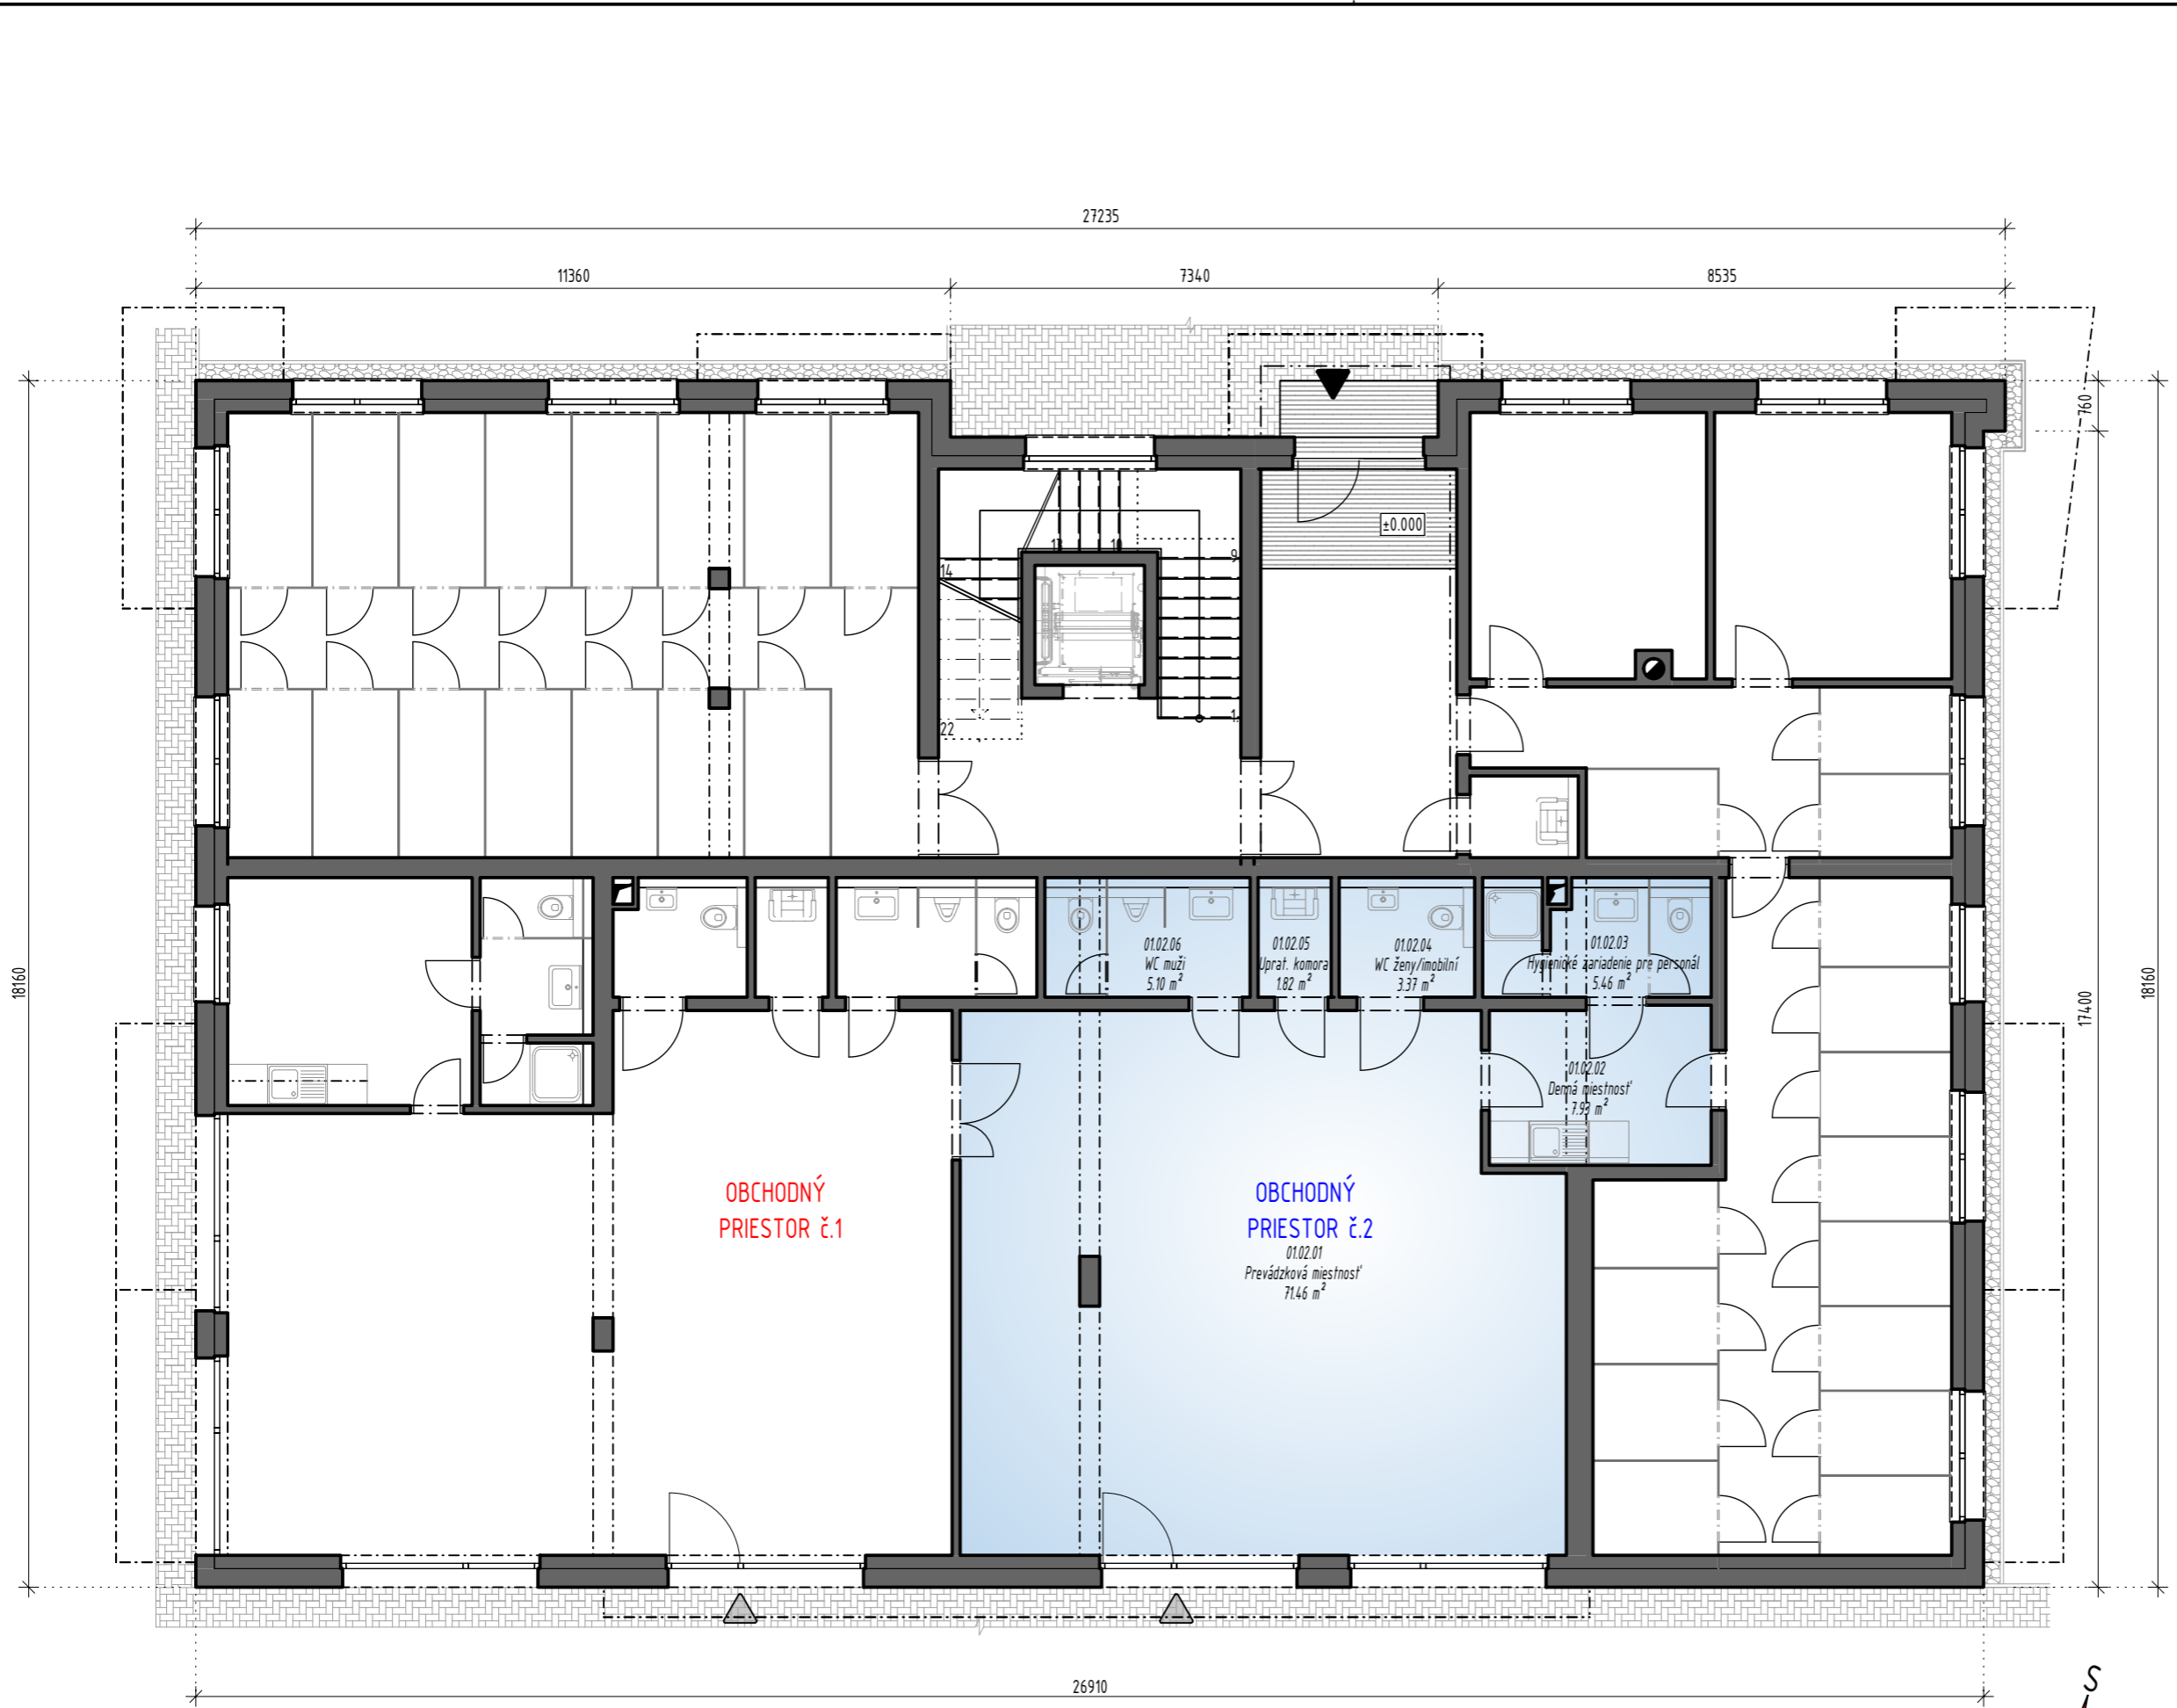 27235
11360
7340
8535
760
±0.000
13
10
9
14
1
22
18160
17400
18160
01.02.06
WC muži
5.10 m²
01.02.05
Uprat. komora
1.82 m²
01.02.04
WC ženy/imobilní
3.37 m²
01.02.03
Hygienické zariadenie pre personál
5.46 m²
01.02.02
Denná miestnosť
7.93 m²
OBCHODNÝ
PRIESTOR č.1
OBCHODNÝ
PRIESTOR č.2
01.02.01
Prevádzková miestnosť
71.46 m²
26910
S